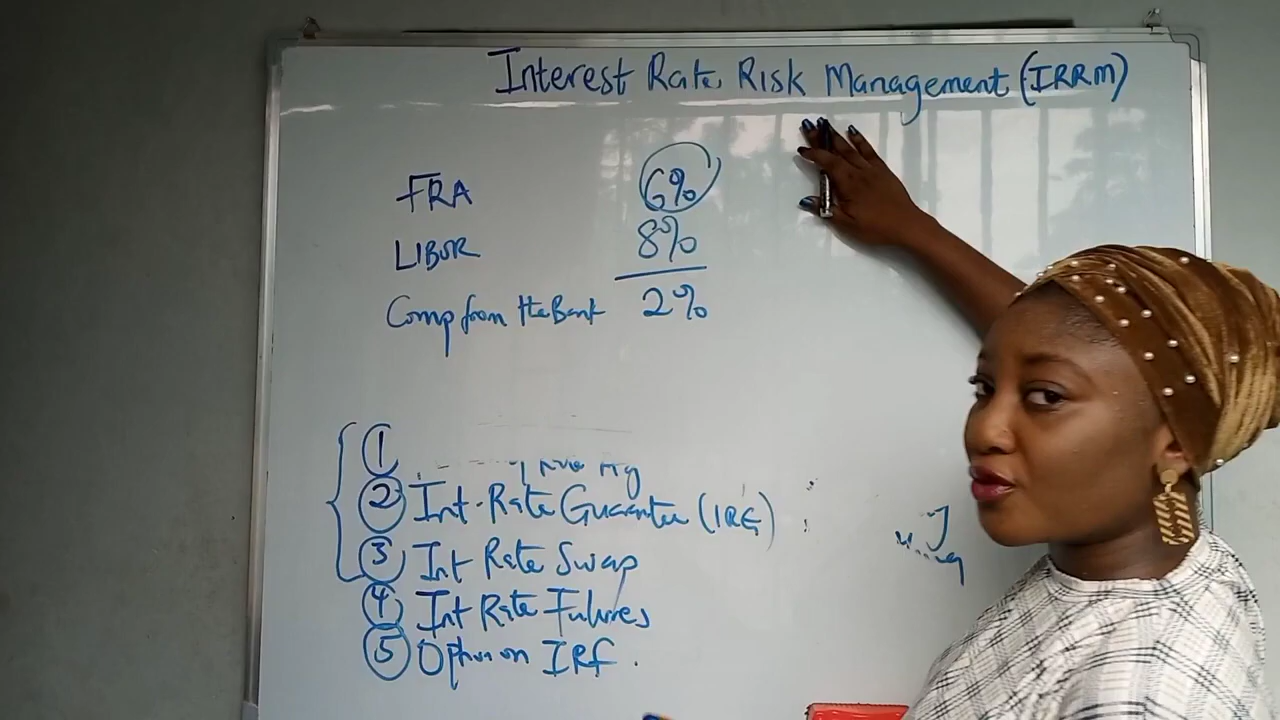 Interest Rate Risk Management (IRRM)
FRA 6%
LIBOR 8%
Comp from the Bank 2%
1
2 Int. Rate Guarantee (IRG)
3 Int Rate Swap
4 Int Rate Futures
5 Option on IRF.